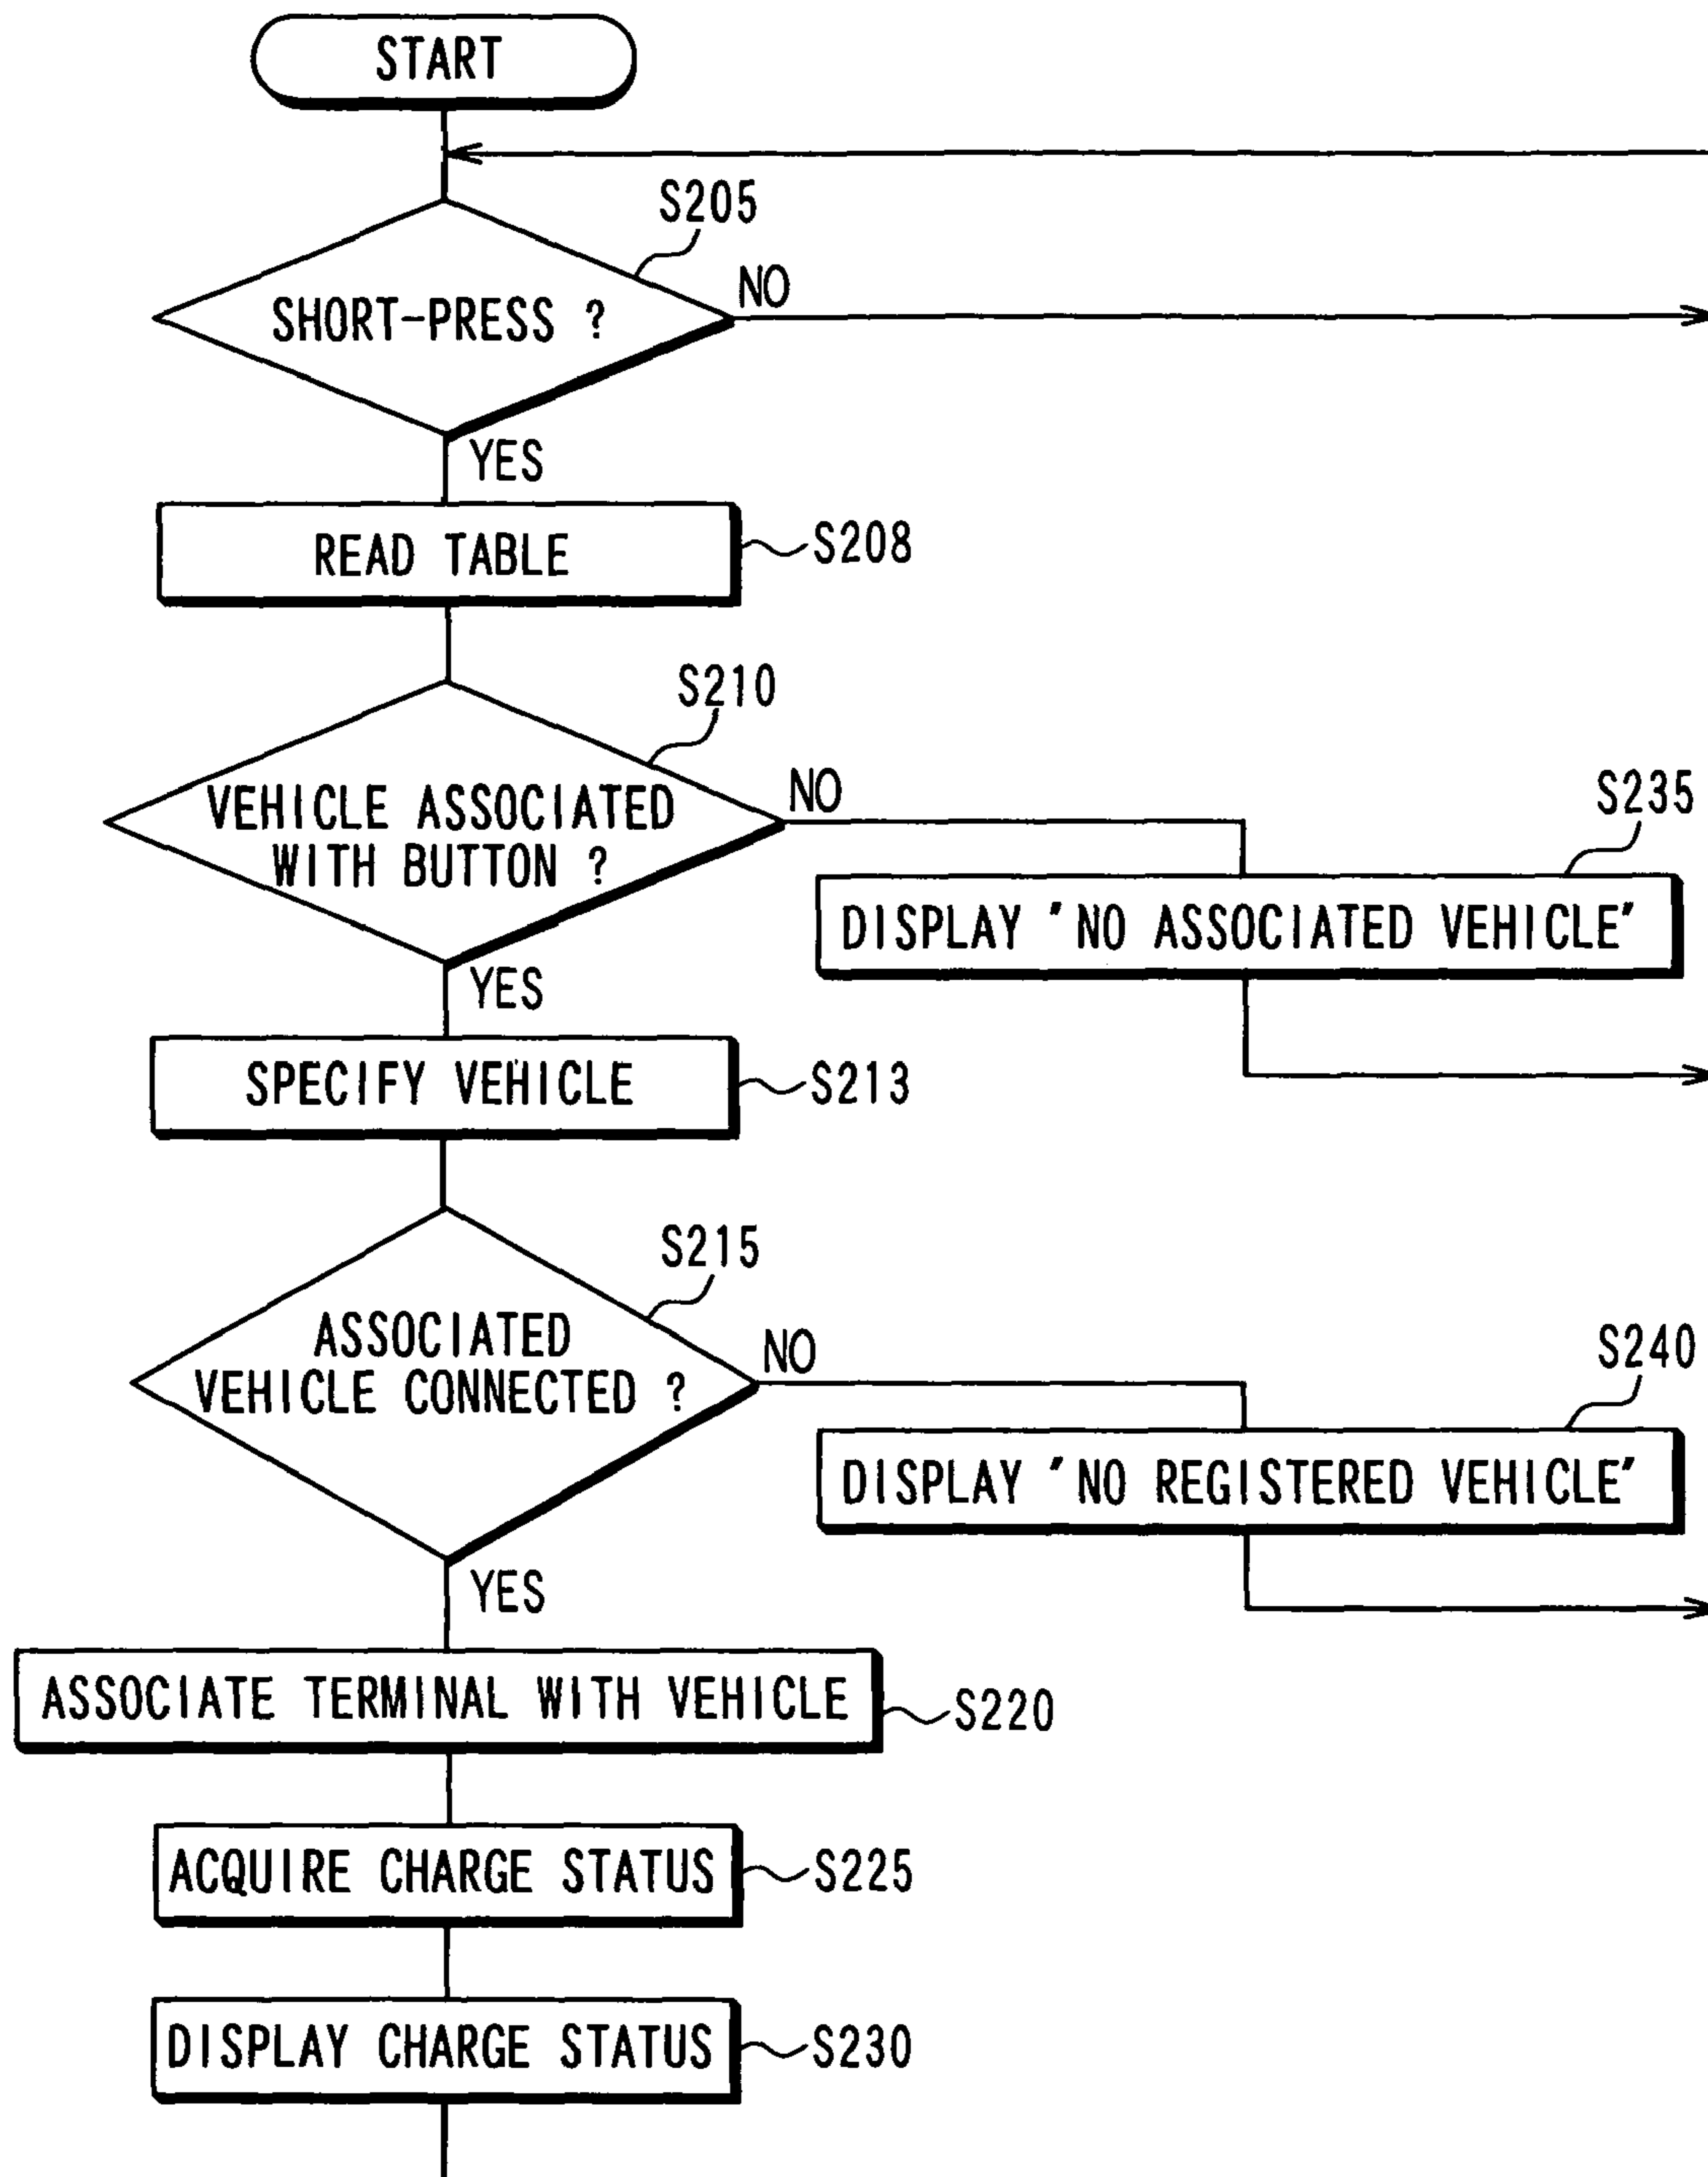 START
S205
SHORT-PRESS ?
NO
YES
READ TABLE
S208
S210
VEHICLE ASSOCIATED
WITH BUTTON ?
NO
S235
DISPLAY "NO ASSOCIATED VEHICLE"
YES
SPECIFY VEHICLE
S213
S215
ASSOCIATED
VEHICLE CONNECTED ?
NO
S240
DISPLAY "NO REGISTERED VEHICLE"
YES
ASSOCIATE TERMINAL WITH VEHICLE
S220
ACQUIRE CHARGE STATUS
S225
DISPLAY CHARGE STATUS
S230